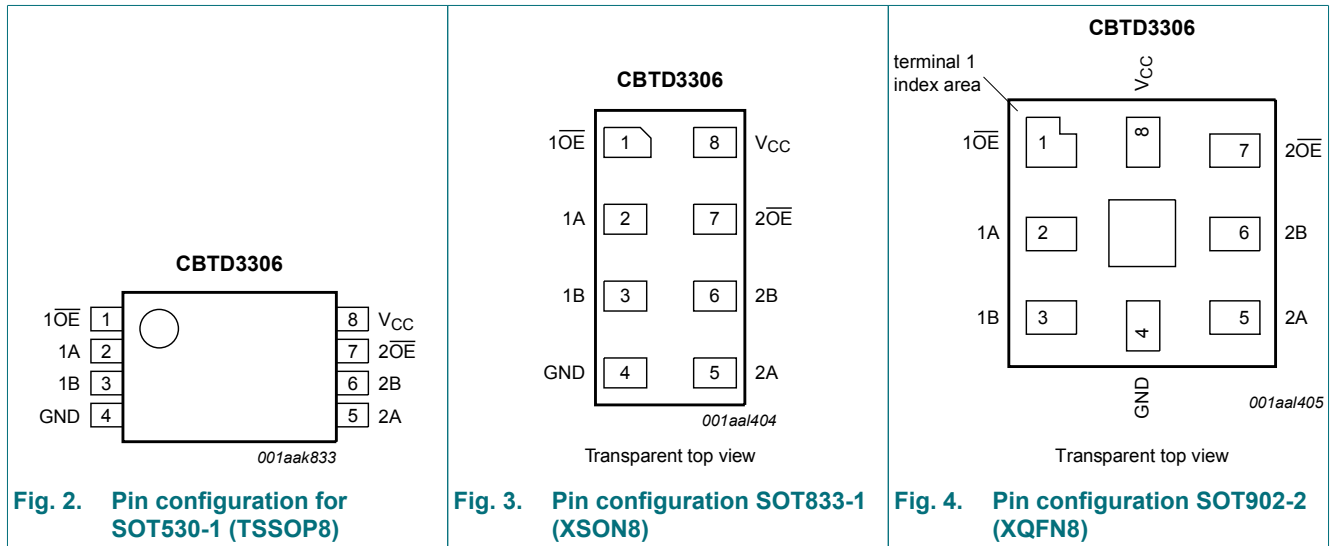 CBTD3306
1OE 1 8 VCC
1A 2 7 2OE
1B 3 6 2B
GND 4 5 2A
001aak833
Fig. 2. Pin configuration for
SOT530-1 (TSSOP8)
CBTD3306
1OE 1 8 VCC
1A 2 7 2OE
1B 3 6 2B
GND 4 5 2A
001aal404
Transparent top view
Fig. 3. Pin configuration SOT833-1
(XSON8)
CBTD3306
terminal 1
index area
VCC
1OE 1 8 7 2OE
1A 2 6 2B
1B 3 4 5 2A
GND
001aal405
Transparent top view
Fig. 4. Pin configuration SOT902-2
(XQFN8)